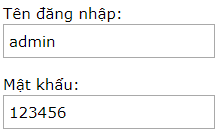 Tên đăng nhập:
admin
Mật khẩu:
123456